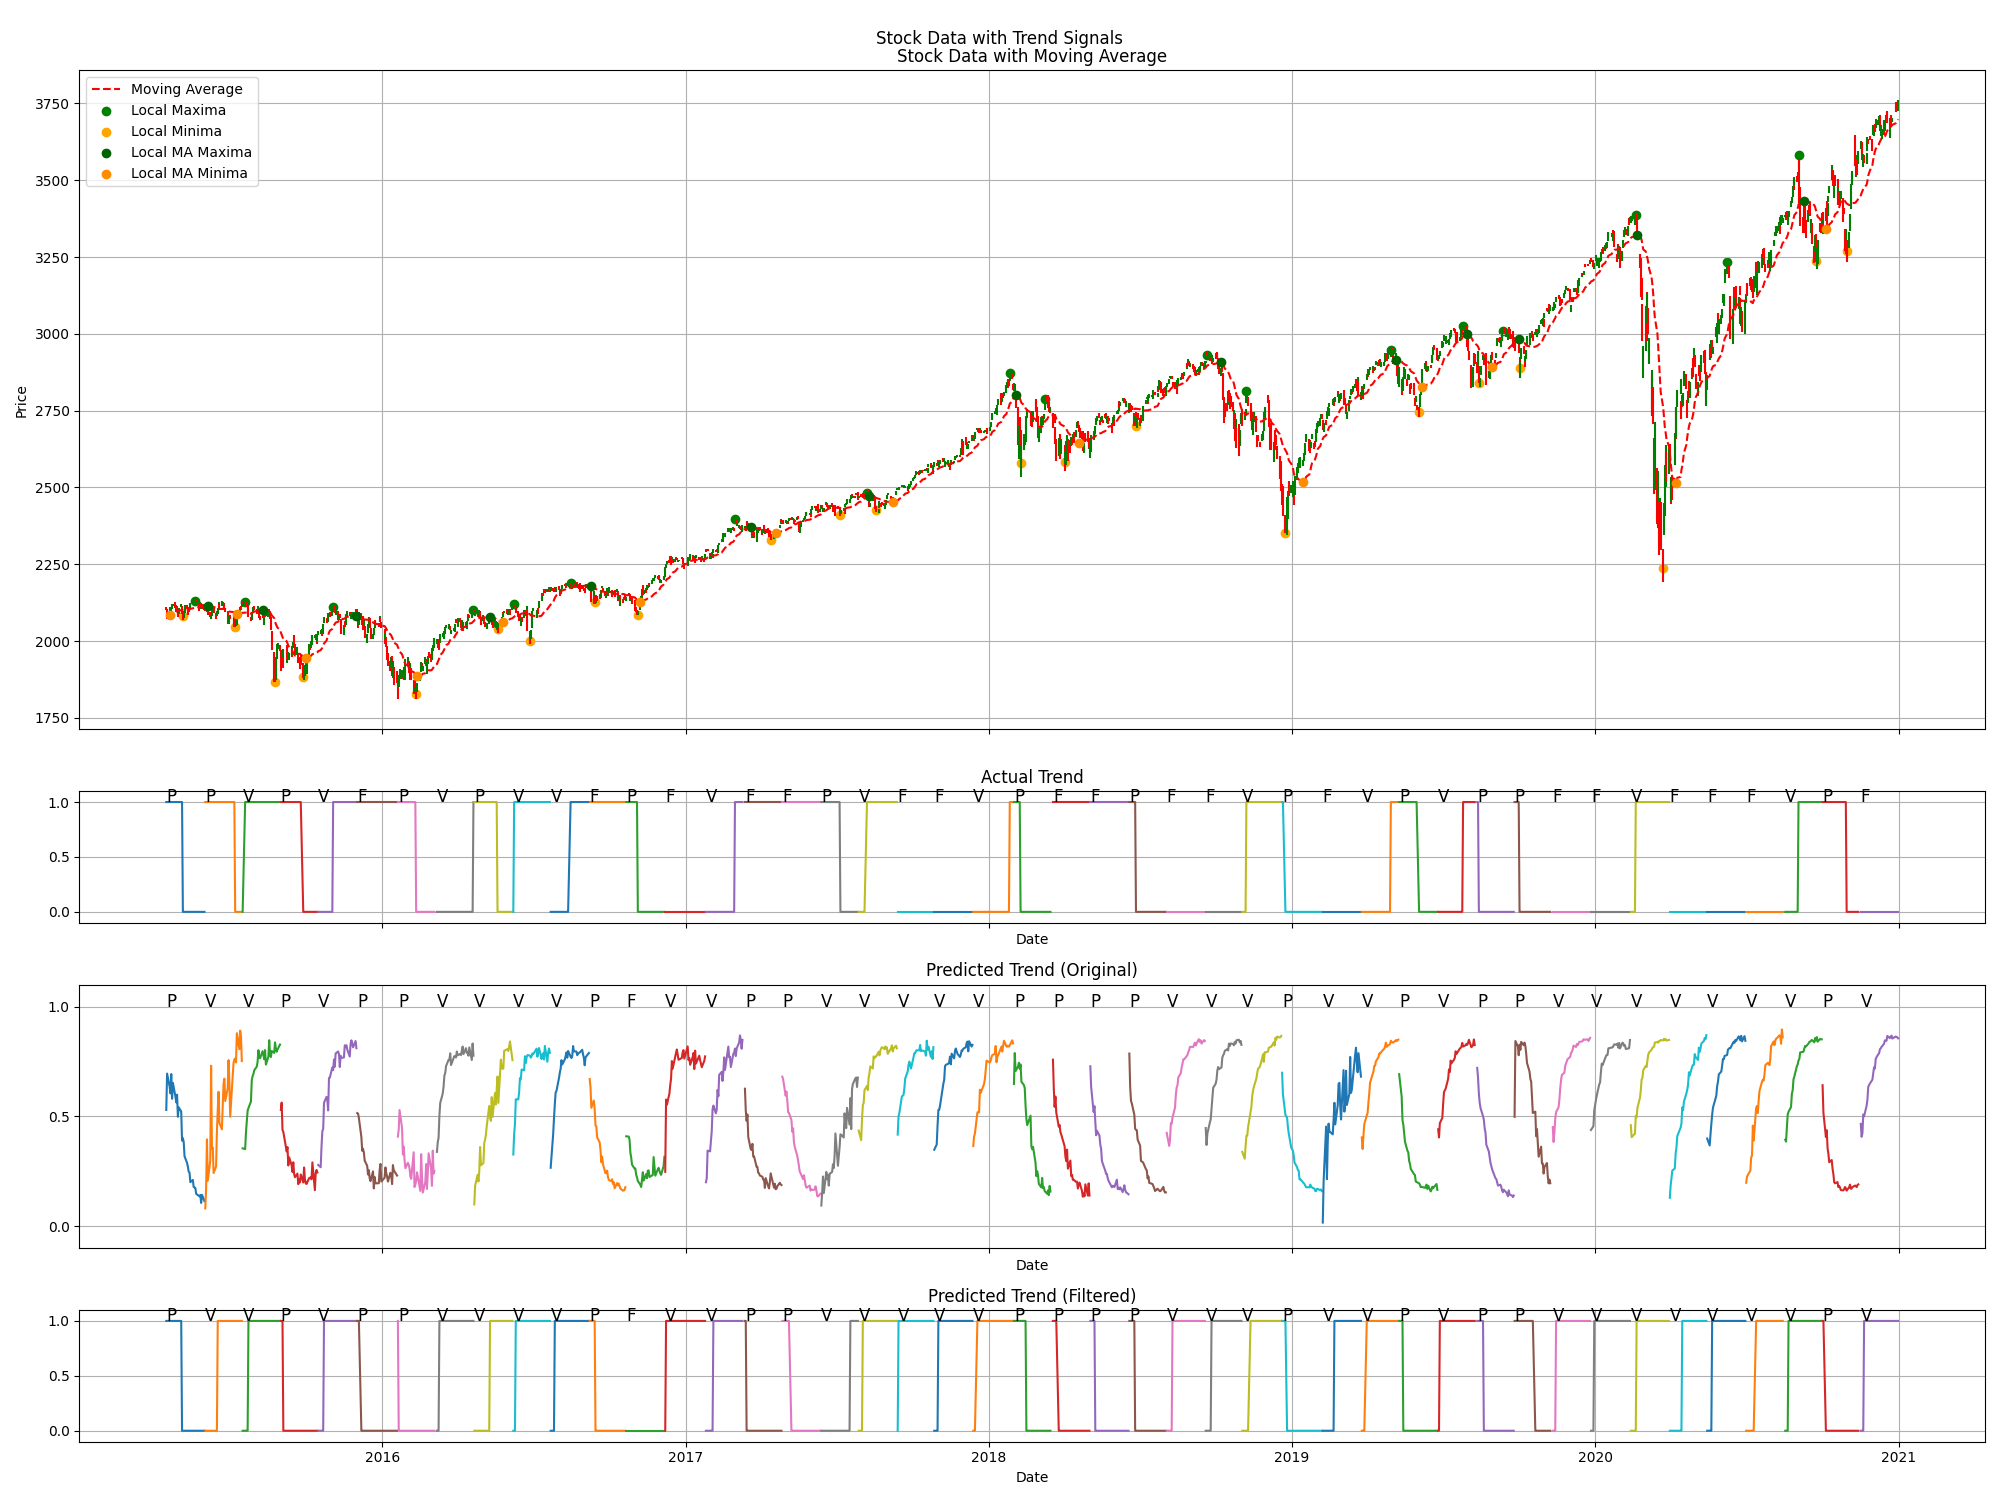 Stock Data with Trend Signals
Stock Data with Moving Average
Moving Average
Local Maxima
Local Minima
Local MA Maxima
Local MA Minima
3750
3500
3250
3000
2750
2500
2250
2000
1750
Price
Actual Trend
P P V P V F P V P V V F P F V F F P V F F V P F F P F F V P F V P V P P F F V F F F V P F
1.0
0.5
0.0
Date
Predicted Trend (Original)
P V V P V P P V V V V P F V V P P V V V V V P P P P V V V P V V P V P P V V V V V V V P V
1.0
0.5
0.0
Date
Predicted Trend (Filtered)
P V V P V P P V V V V P F V V P P V V V V V P P P P V V V P V V P V P P V V V V V V V P V
1.0
0.5
0.0
2016 2017 2018 2019 2020 2021
Date